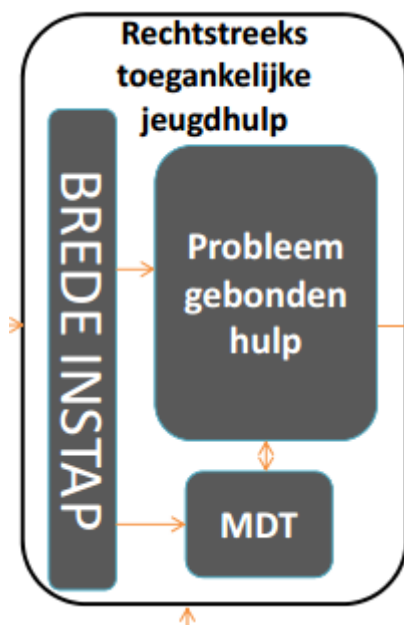 Rechtstreeks
toegankelijke
jeugdhulp
BREDE INSTAP
Probleem
gebonden
hulp
MDT